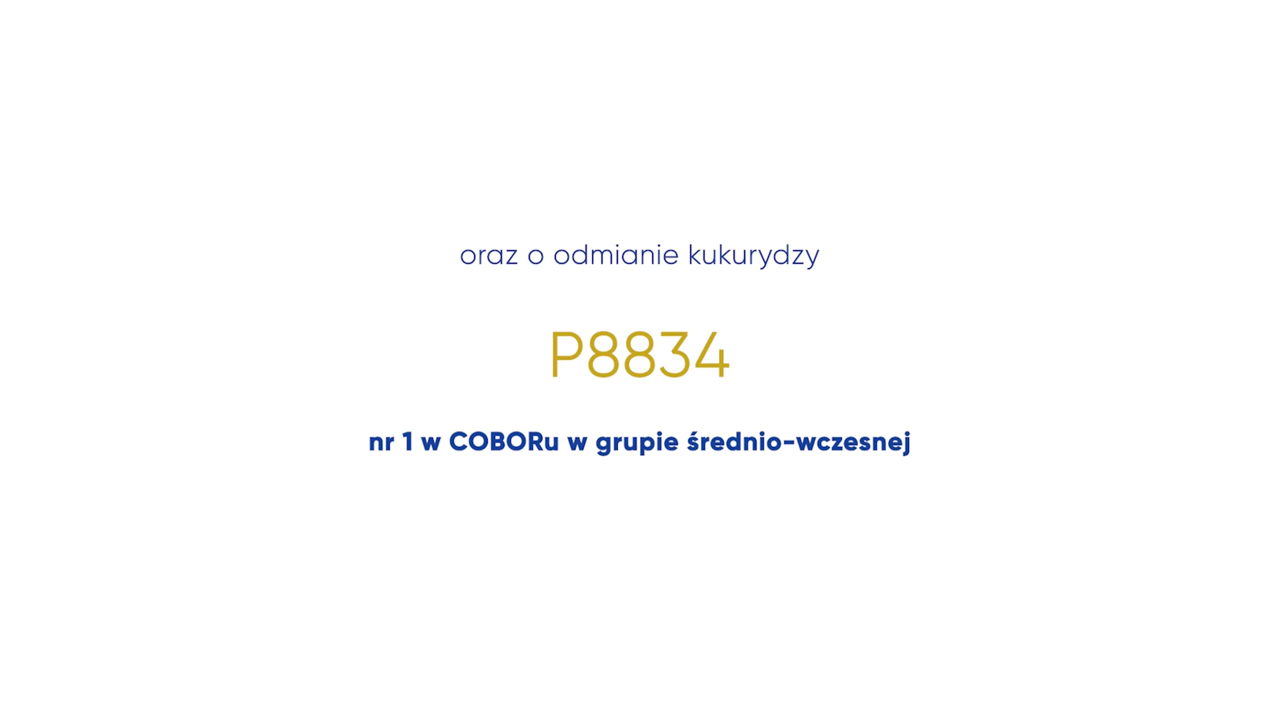 oraz o odmianie kukurydzy
P8834
nr 1 w COBORu w grupie średnio-wczesnej